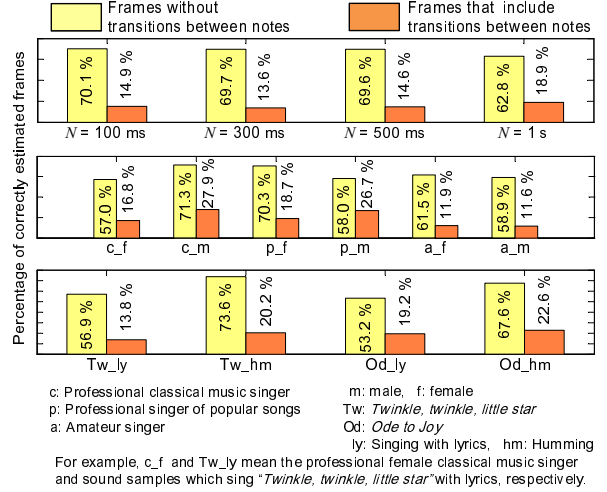 Frames without
transitions between notes
Frames that include
transitions between notes
Percentage of correctly estimated frames
70.1 % 14.9 % 69.7 % 13.6 % 69.6 % 14.6 % 62.8 % 18.9 %
N = 100 ms N = 300 ms N = 500 ms N = 1 s
57.0 % 16.8 % 71.3 % 27.9 % 70.3 % 18.7 % 58.0 % 26.7 % 61.5 % 11.9 % 58.9 % 11.6 %
c_f c_m p_f p_m a_f a_m
56.9 % 13.8 % 73.6 % 20.2 % 53.2 % 19.2 % 67.6 % 22.6 %
Tw_ly Tw_hm Od_ly Od_hm
c: Professional classical music singer
p: Professional singer of popular songs
a: Amateur singer
m: male, f: female
Tw: Twinkle, twinkle, little star
Od: Ode to Joy
ly: Singing with lyrics, hm: Humming
For example, c_f and Tw_ly mean the professional female classical music singer
and sound samples which sing “Twinkle, twinkle, little star” with lyrics, respectively.